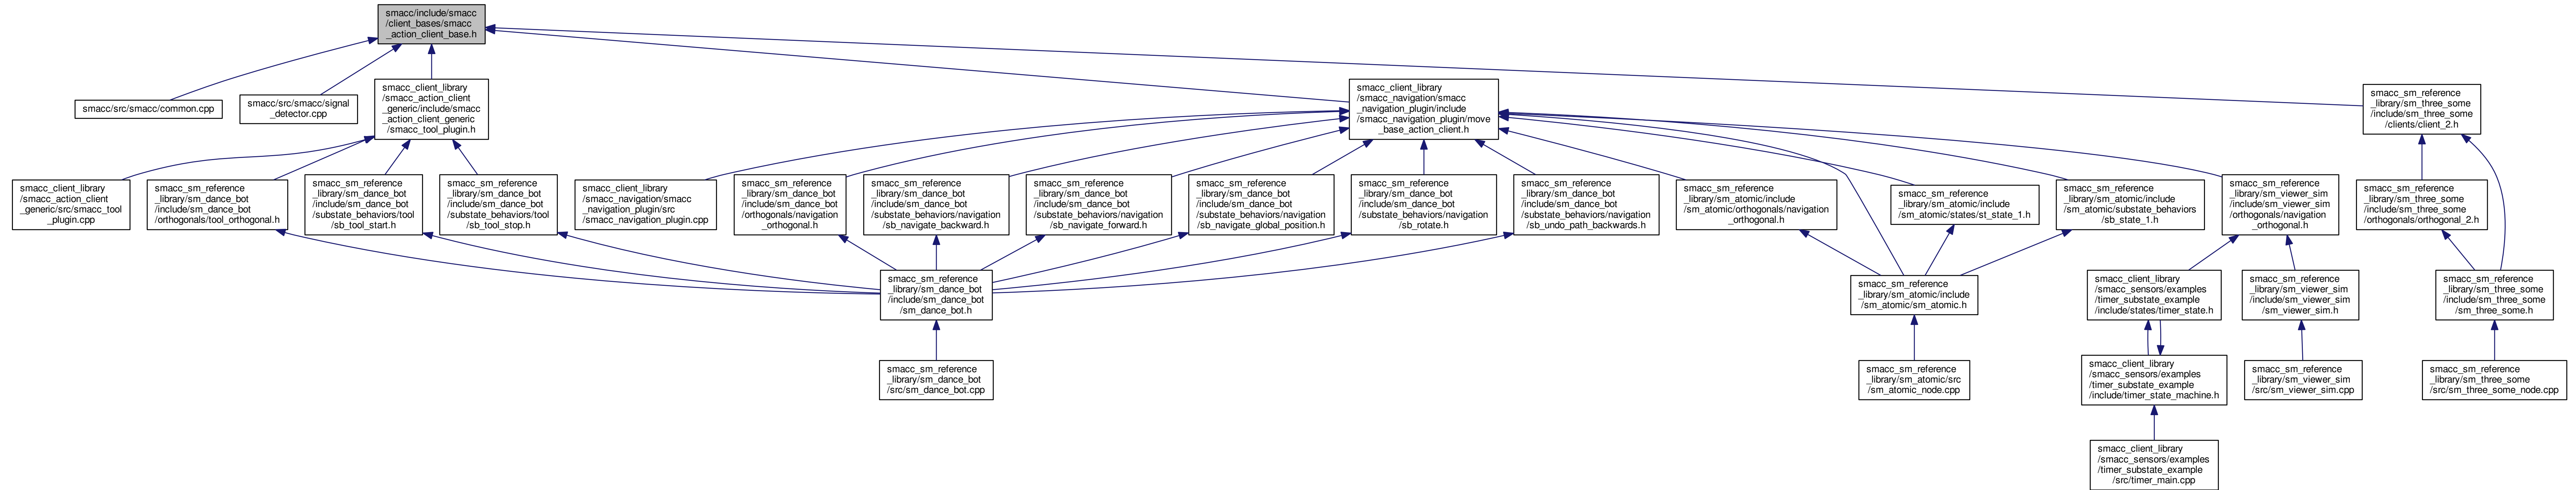 smacc/include/smacc
/client_bases/smacc
_action_client_base.h
smacc/src/smacc/common.cpp
smacc/src/smacc/signal
_detector.cpp
smacc_client_library
/smacc_action_client
_generic/include/smacc
_action_client_generic
/smacc_tool_plugin.h
smacc_client_library
/smacc_navigation/smacc
_navigation_plugin/include
/smacc_navigation_plugin/move
_base_action_client.h
smacc_sm_reference
_library/sm_three_some
/include/sm_three_some
/clients/client_2.h
smacc_client_library
/smacc_action_client
_generic/src/smacc_tool
_plugin.cpp
smacc_sm_reference
_library/sm_dance_bot
/include/sm_dance_bot
/orthogonals/tool_orthogonal.h
smacc_sm_reference
_library/sm_dance_bot
/include/sm_dance_bot
/substate_behaviors/tool
/sb_tool_start.h
smacc_sm_reference
_library/sm_dance_bot
/include/sm_dance_bot
/substate_behaviors/tool
/sb_tool_stop.h
smacc_client_library
/smacc_navigation/smacc
_navigation_plugin/src
/smacc_navigation_plugin.cpp
smacc_sm_reference
_library/sm_dance_bot
/include/sm_dance_bot
/orthogonals/navigation
_orthogonal.h
smacc_sm_reference
_library/sm_dance_bot
/include/sm_dance_bot
/substate_behaviors/navigation
/sb_navigate_backward.h
smacc_sm_reference
_library/sm_dance_bot
/include/sm_dance_bot
/substate_behaviors/navigation
/sb_navigate_forward.h
smacc_sm_reference
_library/sm_dance_bot
/include/sm_dance_bot
/substate_behaviors/navigation
/sb_navigate_global_position.h
smacc_sm_reference
_library/sm_dance_bot
/include/sm_dance_bot
/substate_behaviors/navigation
/sb_rotate.h
smacc_sm_reference
_library/sm_dance_bot
/include/sm_dance_bot
/substate_behaviors/navigation
/sb_undo_path_backwards.h
smacc_sm_reference
_library/sm_atomic/include
/sm_atomic/orthogonals/navigation
_orthogonal.h
smacc_sm_reference
_library/sm_atomic/include
/sm_atomic/states/st_state_1.h
smacc_sm_reference
_library/sm_atomic/include
/sm_atomic/substate_behaviors
/sb_state_1.h
smacc_sm_reference
_library/sm_viewer_sim
/include/sm_viewer_sim
/orthogonals/navigation
_orthogonal.h
smacc_sm_reference
_library/sm_three_some
/include/sm_three_some
/orthogonals/orthogonal_2.h
smacc_sm_reference
_library/sm_dance_bot
/include/sm_dance_bot
/sm_dance_bot.h
smacc_sm_reference
_library/sm_atomic/include
/sm_atomic/sm_atomic.h
smacc_client_library
/smacc_sensors/examples
/timer_substate_example
/include/states/timer_state.h
smacc_sm_reference
_library/sm_viewer_sim
/include/sm_viewer_sim
/sm_viewer_sim.h
smacc_sm_reference
_library/sm_three_some
/include/sm_three_some
/sm_three_some.h
smacc_sm_reference
_library/sm_dance_bot
/src/sm_dance_bot.cpp
smacc_sm_reference
_library/sm_atomic/src
/sm_atomic_node.cpp
smacc_client_library
/smacc_sensors/examples
/timer_substate_example
/include/timer_state_machine.h
smacc_sm_reference
_library/sm_viewer_sim
/src/sm_viewer_sim.cpp
smacc_sm_reference
_library/sm_three_some
/src/sm_three_some_node.cpp
smacc_client_library
/smacc_sensors/examples
/timer_substate_example
/src/timer_main.cpp